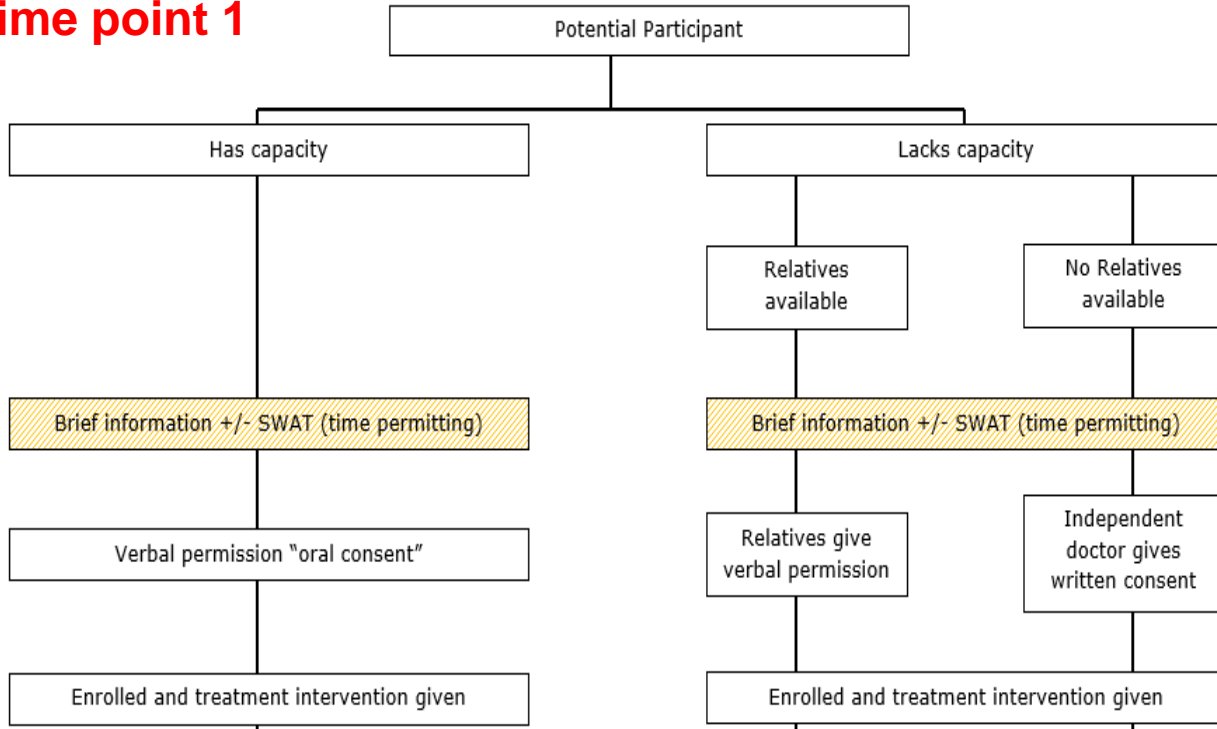 ime point 1
Potential Participant
Has capacity
Lacks capacity
Relatives
available
No Relatives
available
Brief information +/- SWAT (time permitting)
Brief information +/- SWAT (time permitting)
Verbal permission “oral consent”
Relatives give
verbal permission
Independent
doctor gives
written consent
Enrolled and treatment intervention given
Enrolled and treatment intervention given